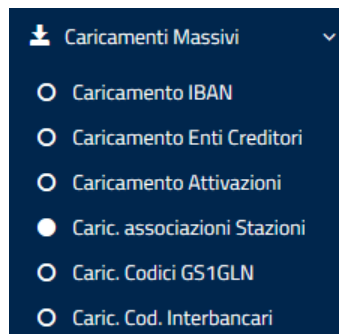 Caricamenti Massivi
Caricamento IBAN
Caricamento Enti Creditori
Caricamento Attivazioni
Caric. associazioni Stazioni
Caric. Codici GS1GLN
Caric. Cod. Interbancari